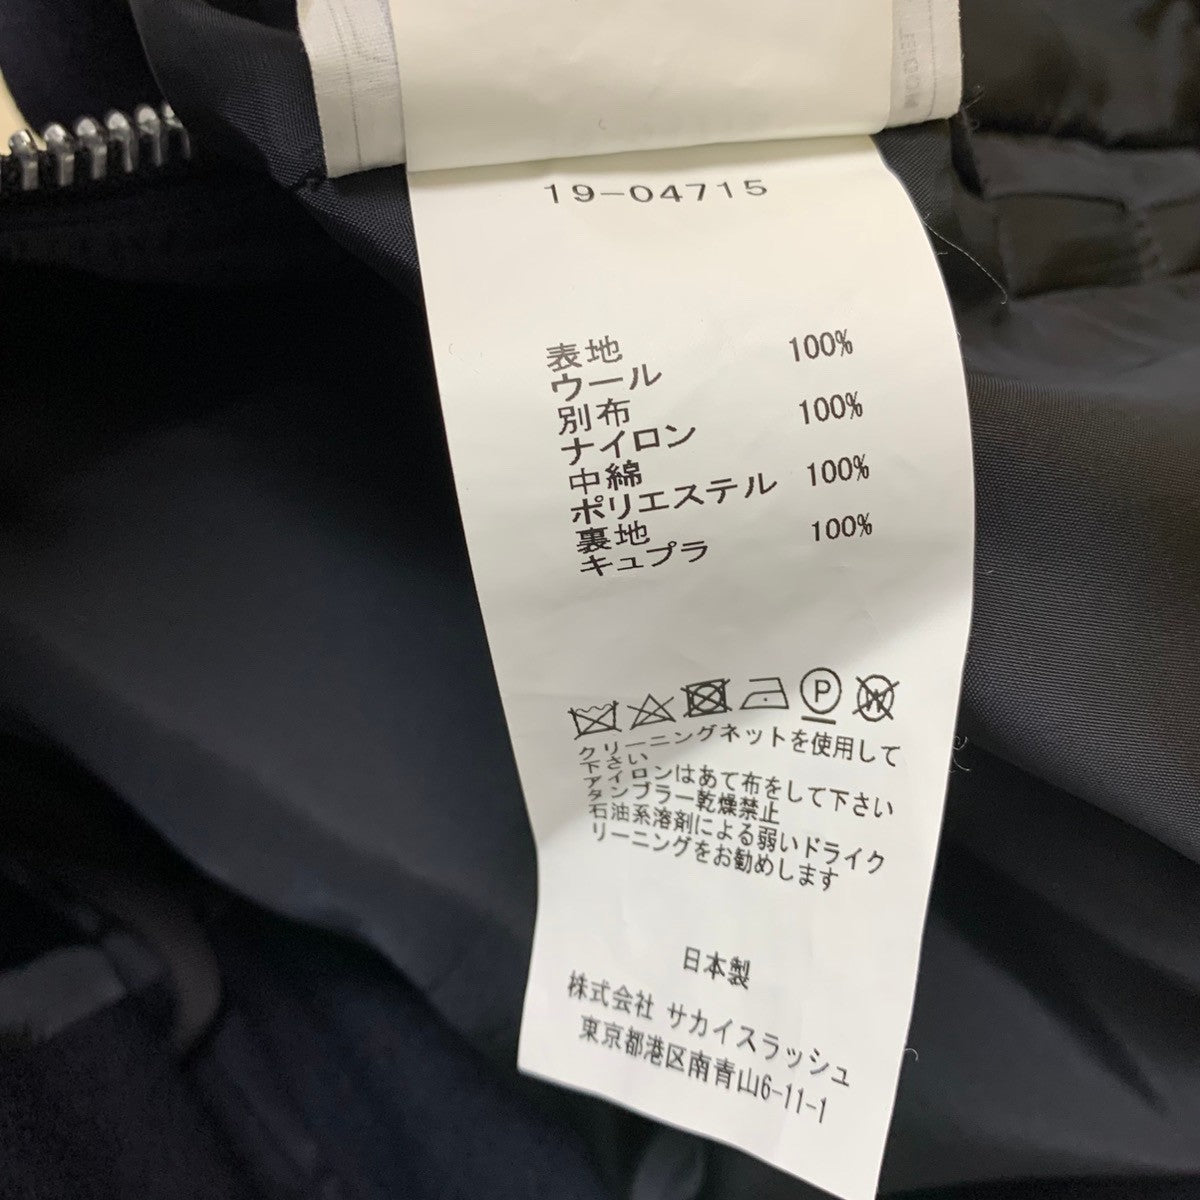 19-04715
表地
ウール 100%
別布
ナイロン 100%
中綿
ポリエステル 100%
裏地
キュプラ 100%
P W
クリーニングネットを使用して
下さい
アイロンはあて布をして下さい
タンブラー乾燥禁止
石油系溶剤による弱いドライク
リーニングをお勧めします
日本製
株式会社 サカイスラッシュ
東京都港区南青山6-11-1